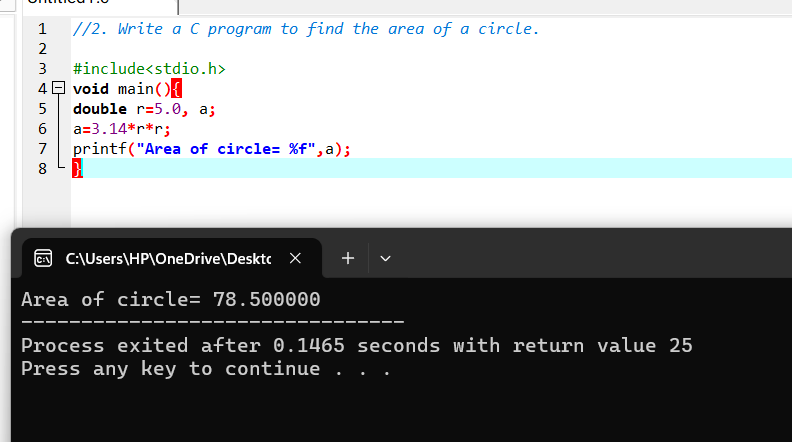 1 //2. Write a C program to find the area of a circle.
2
3 #include<stdio.h>
4 void main(){
5 double r=5.0, a;
6 a=3.14*r*r;
7 printf("Area of circle= %f",a);
8 }
C:\Users\HP\OneDrive\Deskt
Area of circle= 78.500000
--------------------------------
Process exited after 0.1465 seconds with return value 25
Press any key to continue . . .